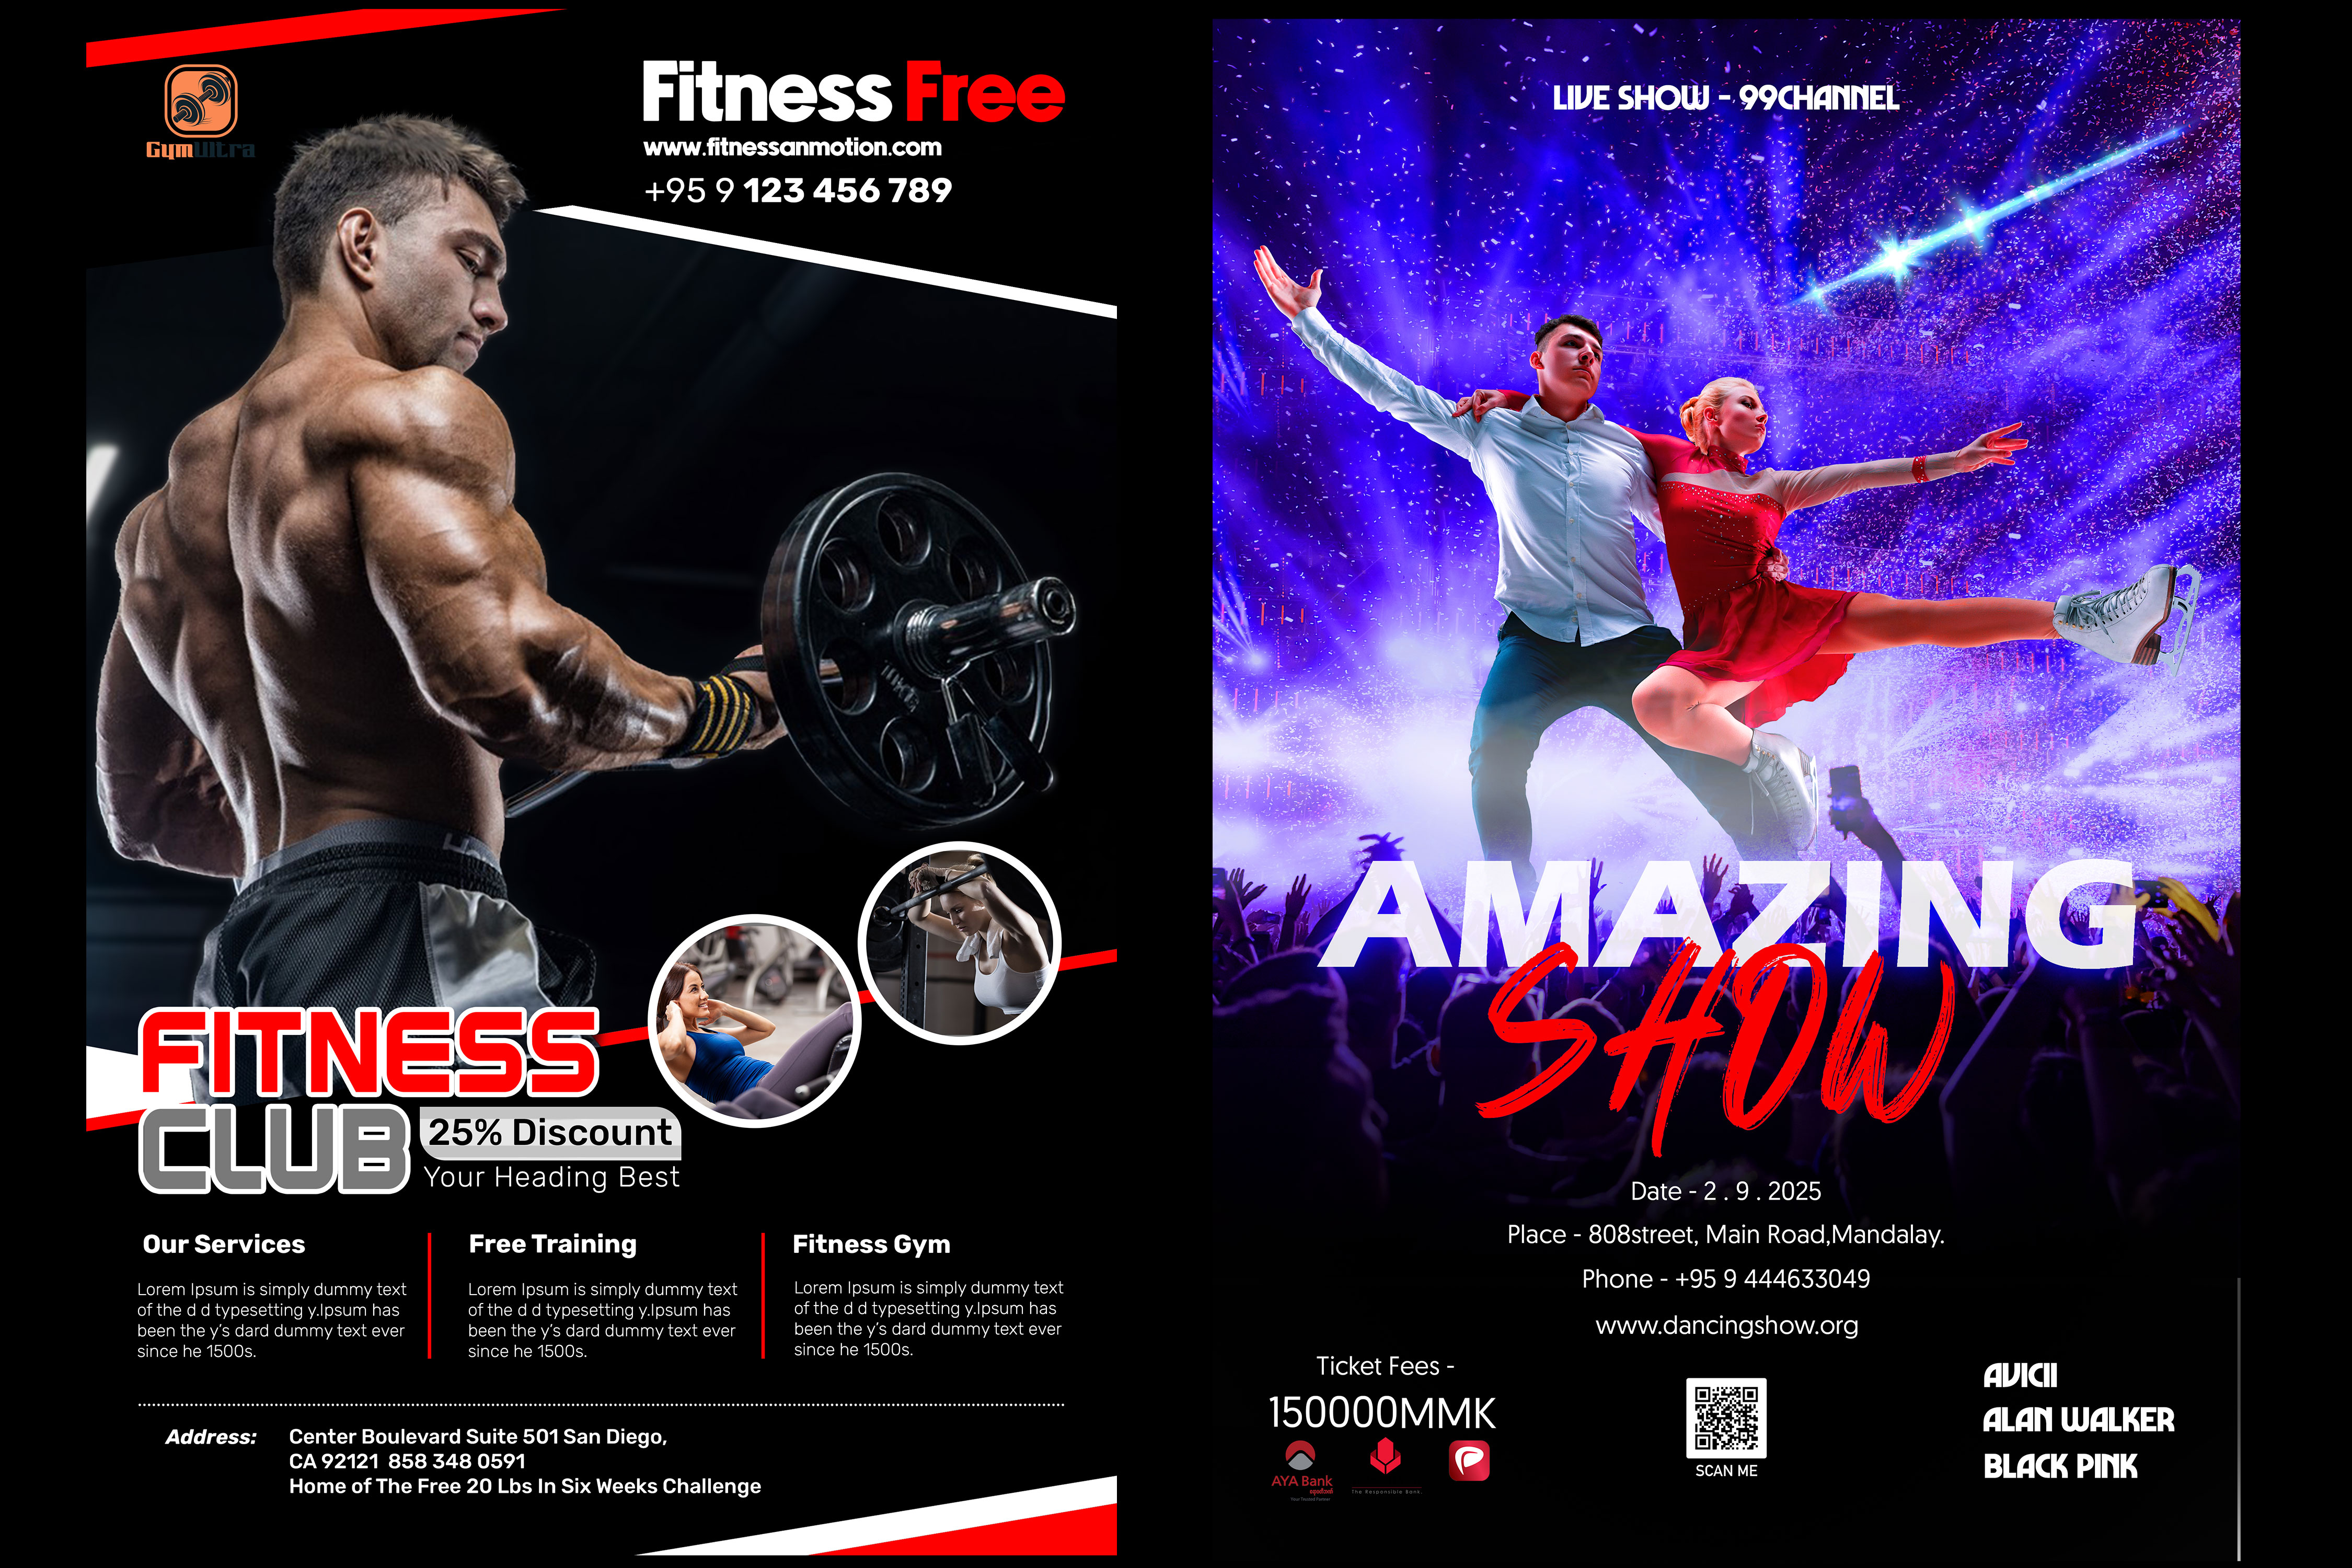 GymUltra
Fitness Free
www.fitnessanmotion.com
+95 9 123 456 789
FITNESS
CLUB
25% Discount
Your Heading Best
Our Services
Lorem Ipsum is simply dummy text
of the d d typesetting y.Ipsum has
been the y's dard dummy text ever
since he 1500s.
Free Training
Lorem Ipsum is simply dummy text
of the d d typesetting y.Ipsum has
been the y's dard dummy text ever
since he 1500s.
Fitness Gym
Lorem Ipsum is simply dummy text
of the d d typesetting y.Ipsum has
been the y's dard dummy text ever
since he 1500s.
Address:
Center Boulevard Suite 501 San Diego,
CA 92121 858 348 0591
Home of The Free 20 Lbs In Six Weeks Challenge
LIVE SHOW - 99CHANNEL
AMAZING
SHOW
Date - 2 . 9 . 2025
Place - 808street, Main Road,Mandalay.
Phone - +95 9 444633049
www.dancingshow.org
Ticket Fees -
150000MMK
AYA Bank
Your Trusted Partner
The Responsible Bank.
SCAN ME
AVICII
ALAN WALKER
BLACK PINK